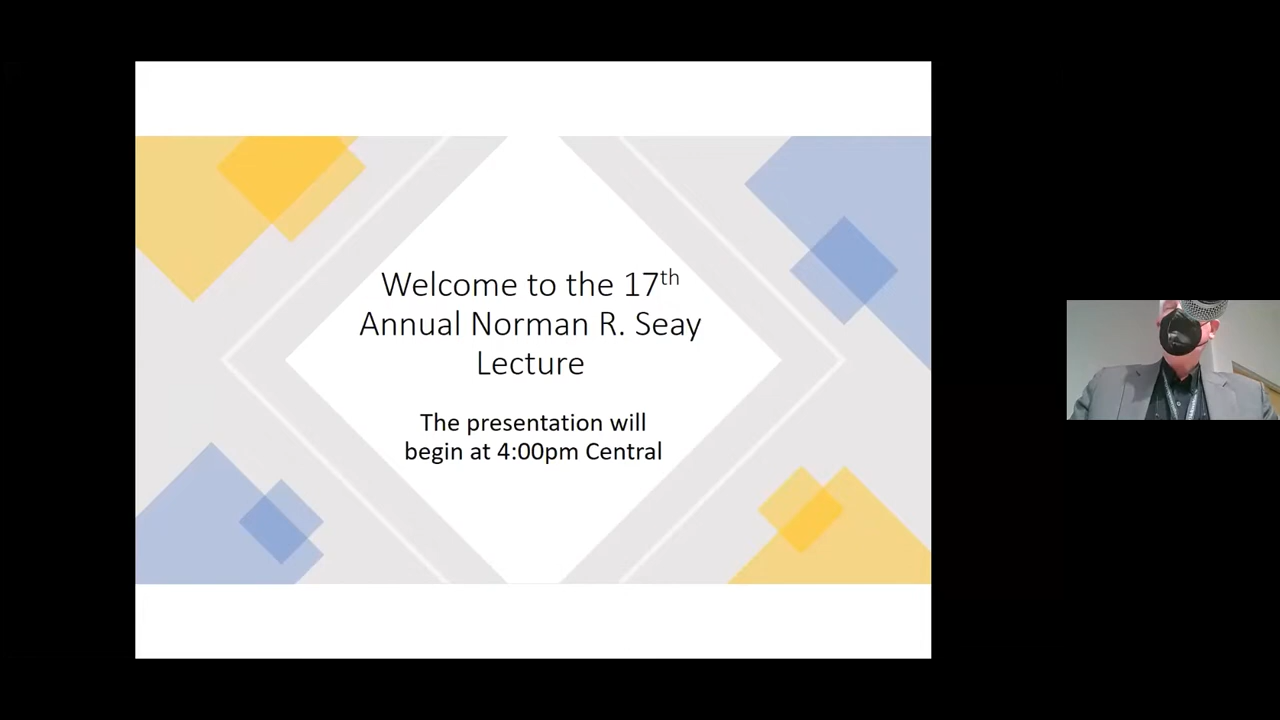 Welcome to the 17th
Annual Norman R. Seay
Lecture
The presentation will
begin at 4:00pm Central